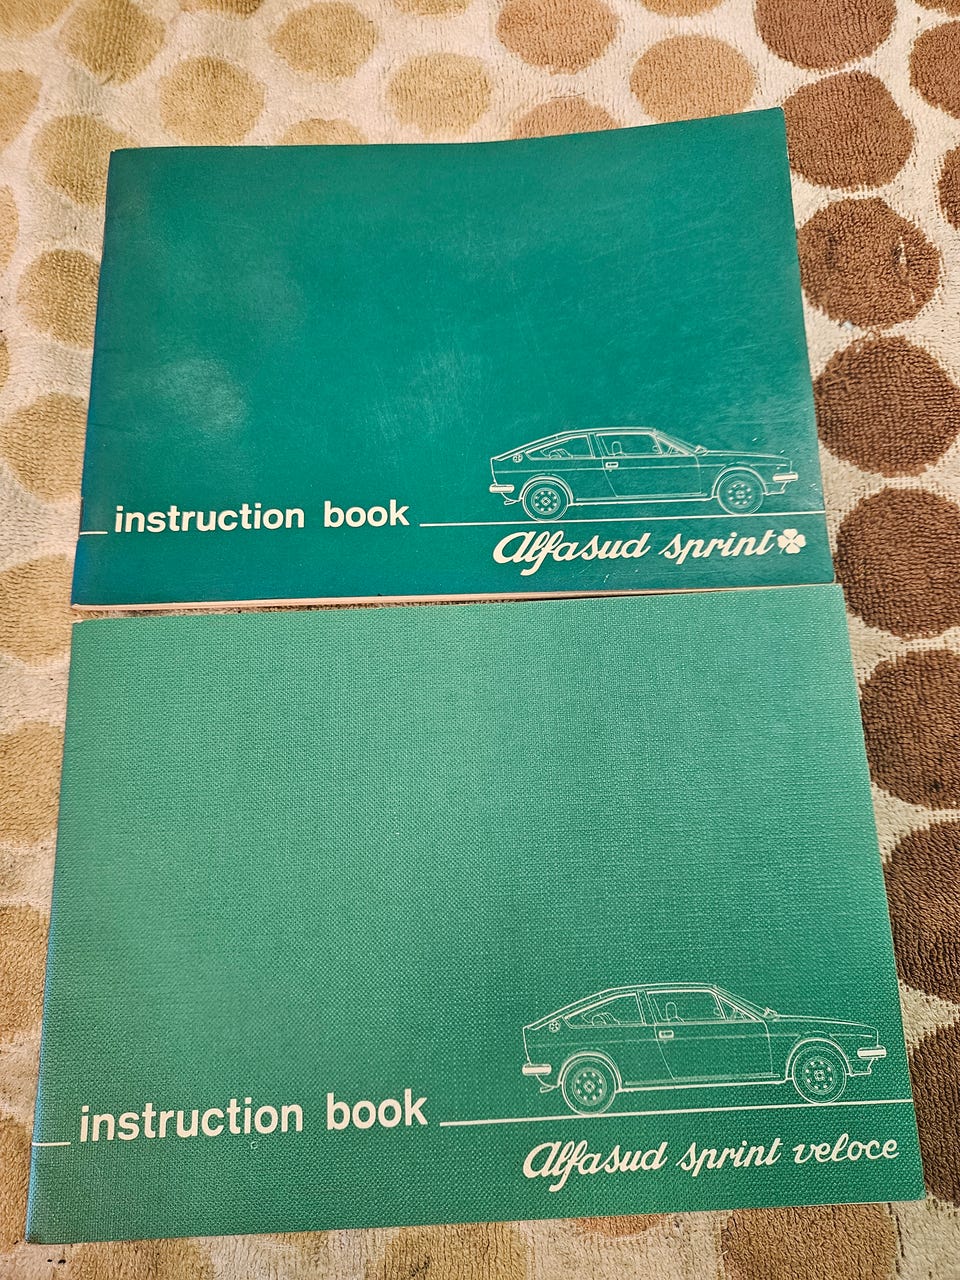 instruction book
Alfasud sprint
instruction book
Alfasud sprint veloce